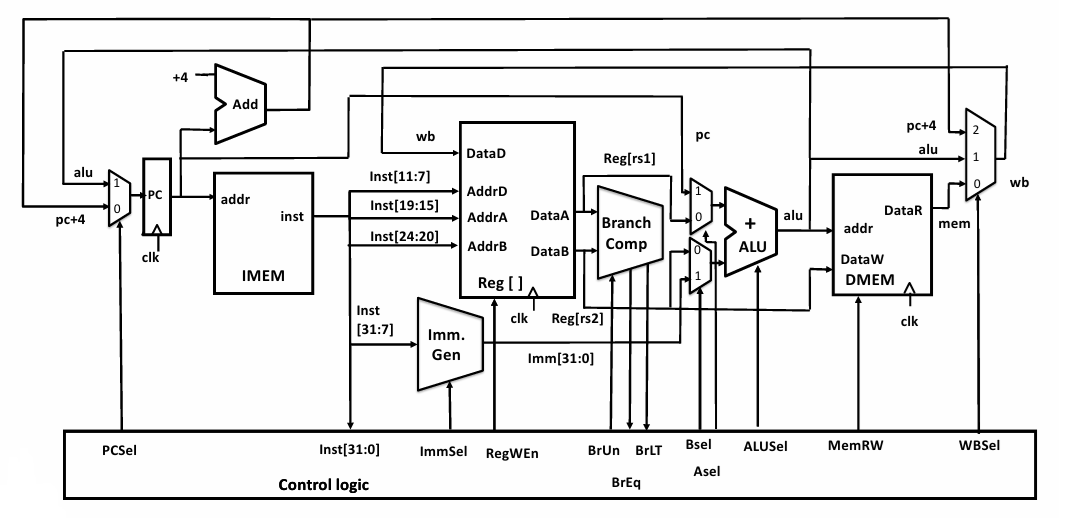 +4
Add
alu
1
PC
0
pc+4
clk
addr
inst
IMEM
wb
DataD
Inst[11:7]
AddrD
Inst[19:15]
AddrA
Inst[24:20]
AddrB
DataA
DataB
Reg [ ]
clk
Reg[rs1]
Reg[rs2]
Branch
Comp
Inst
[31:7]
Imm.
Gen
Imm[31:0]
pc
1
0
0
1
+
ALU
alu
addr
DataR
DataW
DMEM
clk
mem
pc+4
2
alu
1
0
wb
PCSel
Inst[31:0]
ImmSel
RegWEn
BrUn
BrEq
BrLT
Bsel
Asel
ALUSel
MemRW
WBSel
Control logic